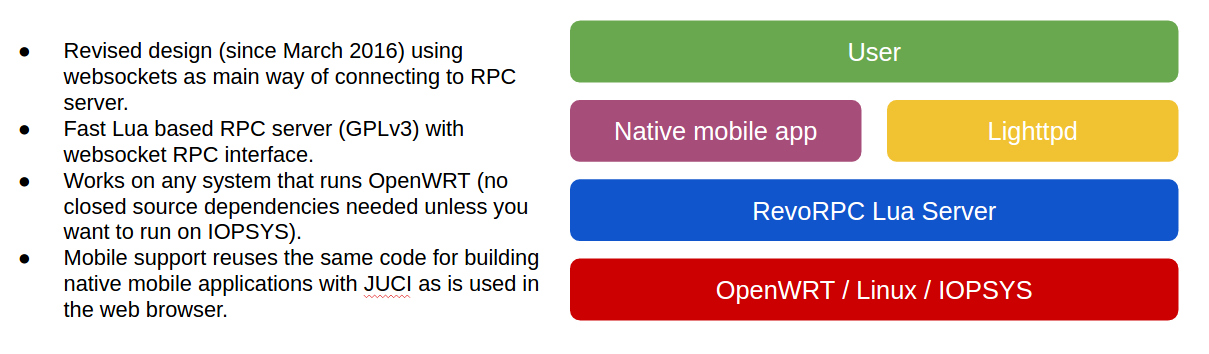 ● Revised design (since March 2016) using
websockets as main way of connecting to RPC
server.
● Fast Lua based RPC server (GPLv3) with
websocket RPC interface.
● Works on any system that runs OpenWRT (no
closed source dependencies needed unless you
want to run on IOPSYS).
● Mobile support reuses the same code for building
native mobile applications with JUCI as is used in
the web browser.
User
Native mobile app
Lighttpd
RevoRPC Lua Server
OpenWRT / Linux / IOPSYS